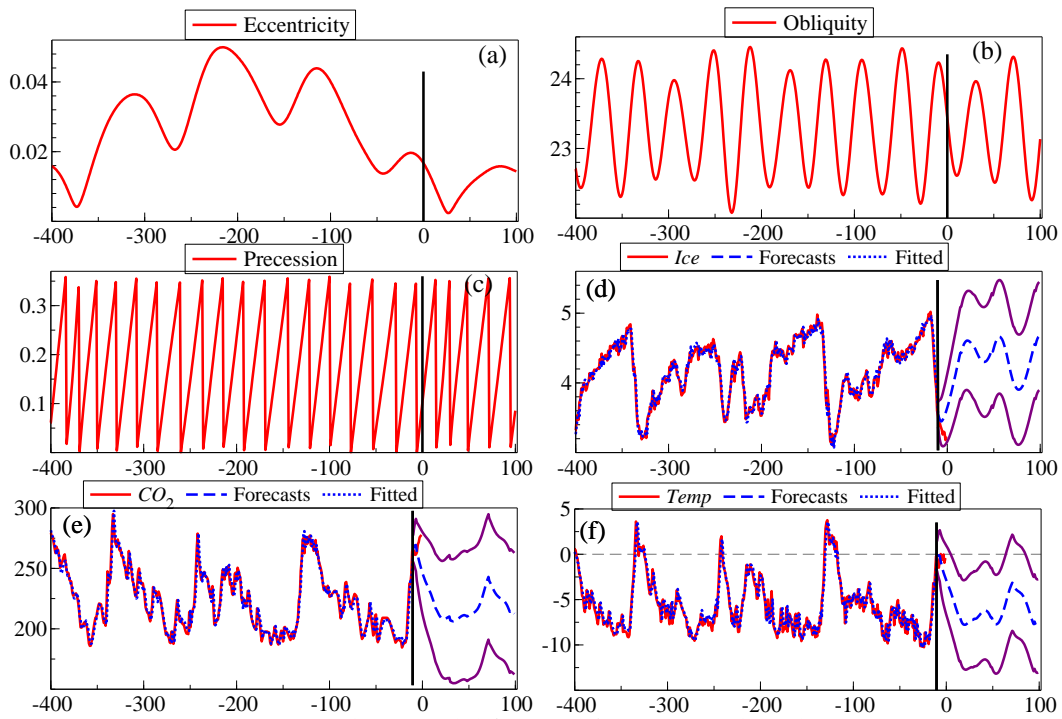 Eccentricity
(a)
0.04
0.02
-400 -300 -200 -100 0 100
Obliquity
(b)
24
23
-400 -300 -200 -100 0 100
Precession
(c)
0.3
0.2
0.1
-400 -300 -200 -100 0 100
Ice Forecasts Fitted
(d)
5
4
-400 -300 -200 -100 0 100
CO2 Forecasts Fitted
(e)
300
250
200
-400 -300 -200 -100 0 100
Temp Forecasts Fitted
(f)
5
0
-5
-10
-400 -300 -200 -100 0 100